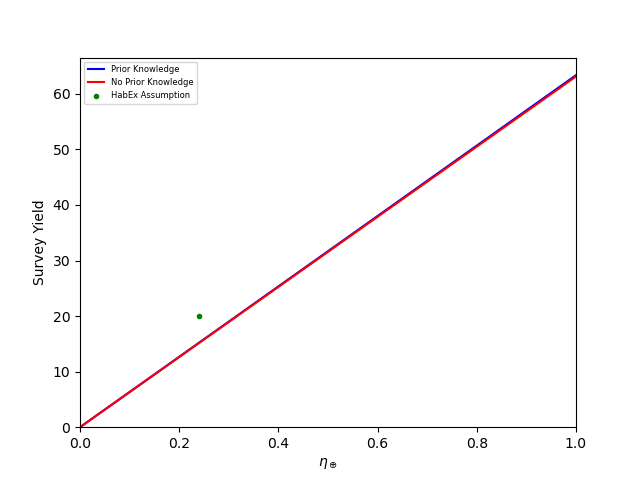 Prior Knowledge
No Prior Knowledge
HabEx Assumption
60
50
40
30
20
10
0
Survey Yield
0.0 0.2 0.4 0.6 0.8 1.0
η⊕